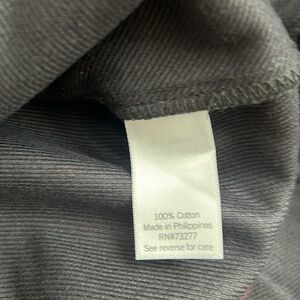 100% Cotton
Made in Philippines
RN#73277
See reverse for care